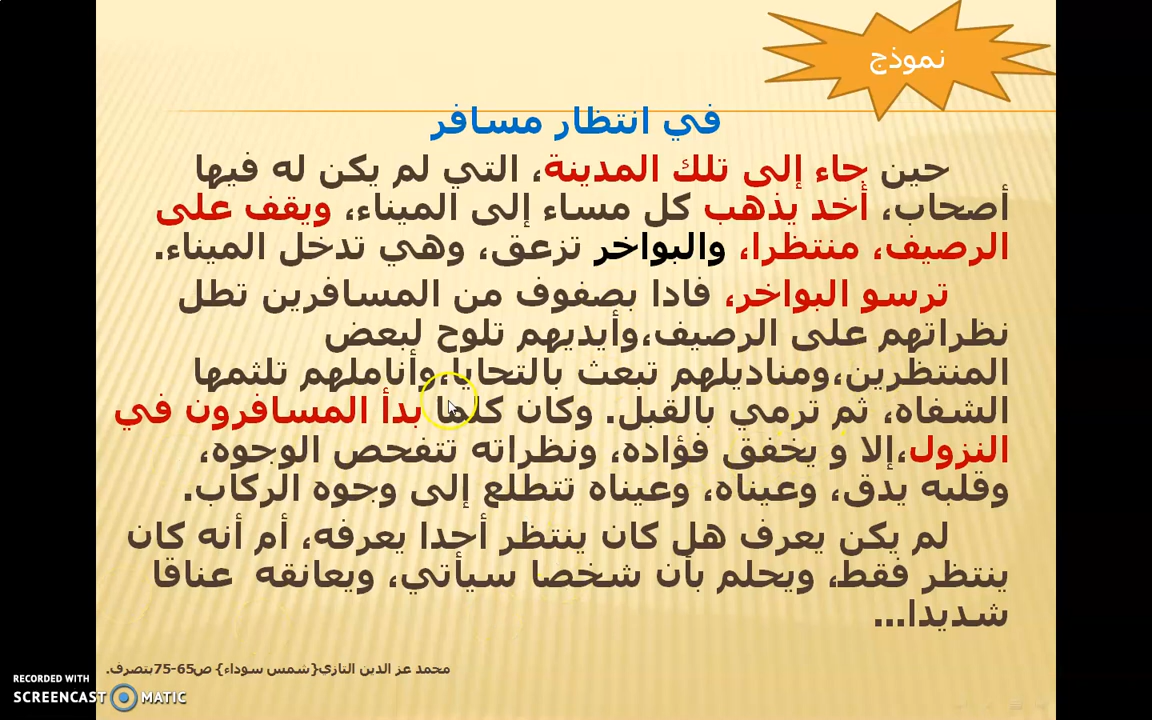 نموذج
في انتظار مسافر
حين جاء إلى تلك المدينة، التي لم يكن له فيها
أصحاب، أخد يذهب كل مساء إلى الميناء، ويقف على
الرصيف، منتظرا، والبواخر تزعق، وهي تدخل الميناء.
ترسو البواخر، فادا بصفوف من المسافرين تطل
نظراتهم على الرصيف،وأيديهم تلوح لبعض
المنتظرين،ومناديلهم تبعث بالتحايا،وأناملهم تلثمها
الشفاه، ثم ترمي بالقبل. وكان كلما بدأ المسافرون في
النزول،إلا و يخفق فؤاده، ونظراته تتفحص الوجوه،
وقلبه يدق، وعيناه، وعيناه تتطلع إلى وجوه الركاب.
لم يكن يعرف هل كان ينتظر أحدا يعرفه، أم أنه كان
ينتظر فقط، ويحلم بأن شخصا سيأتي، ويعانقه عناقا
شديدا...
محمد عز الدين التازي{شمس سوداء} ص65-75بتصرف.
RECORDED WITH
SCREENCAST MATIC